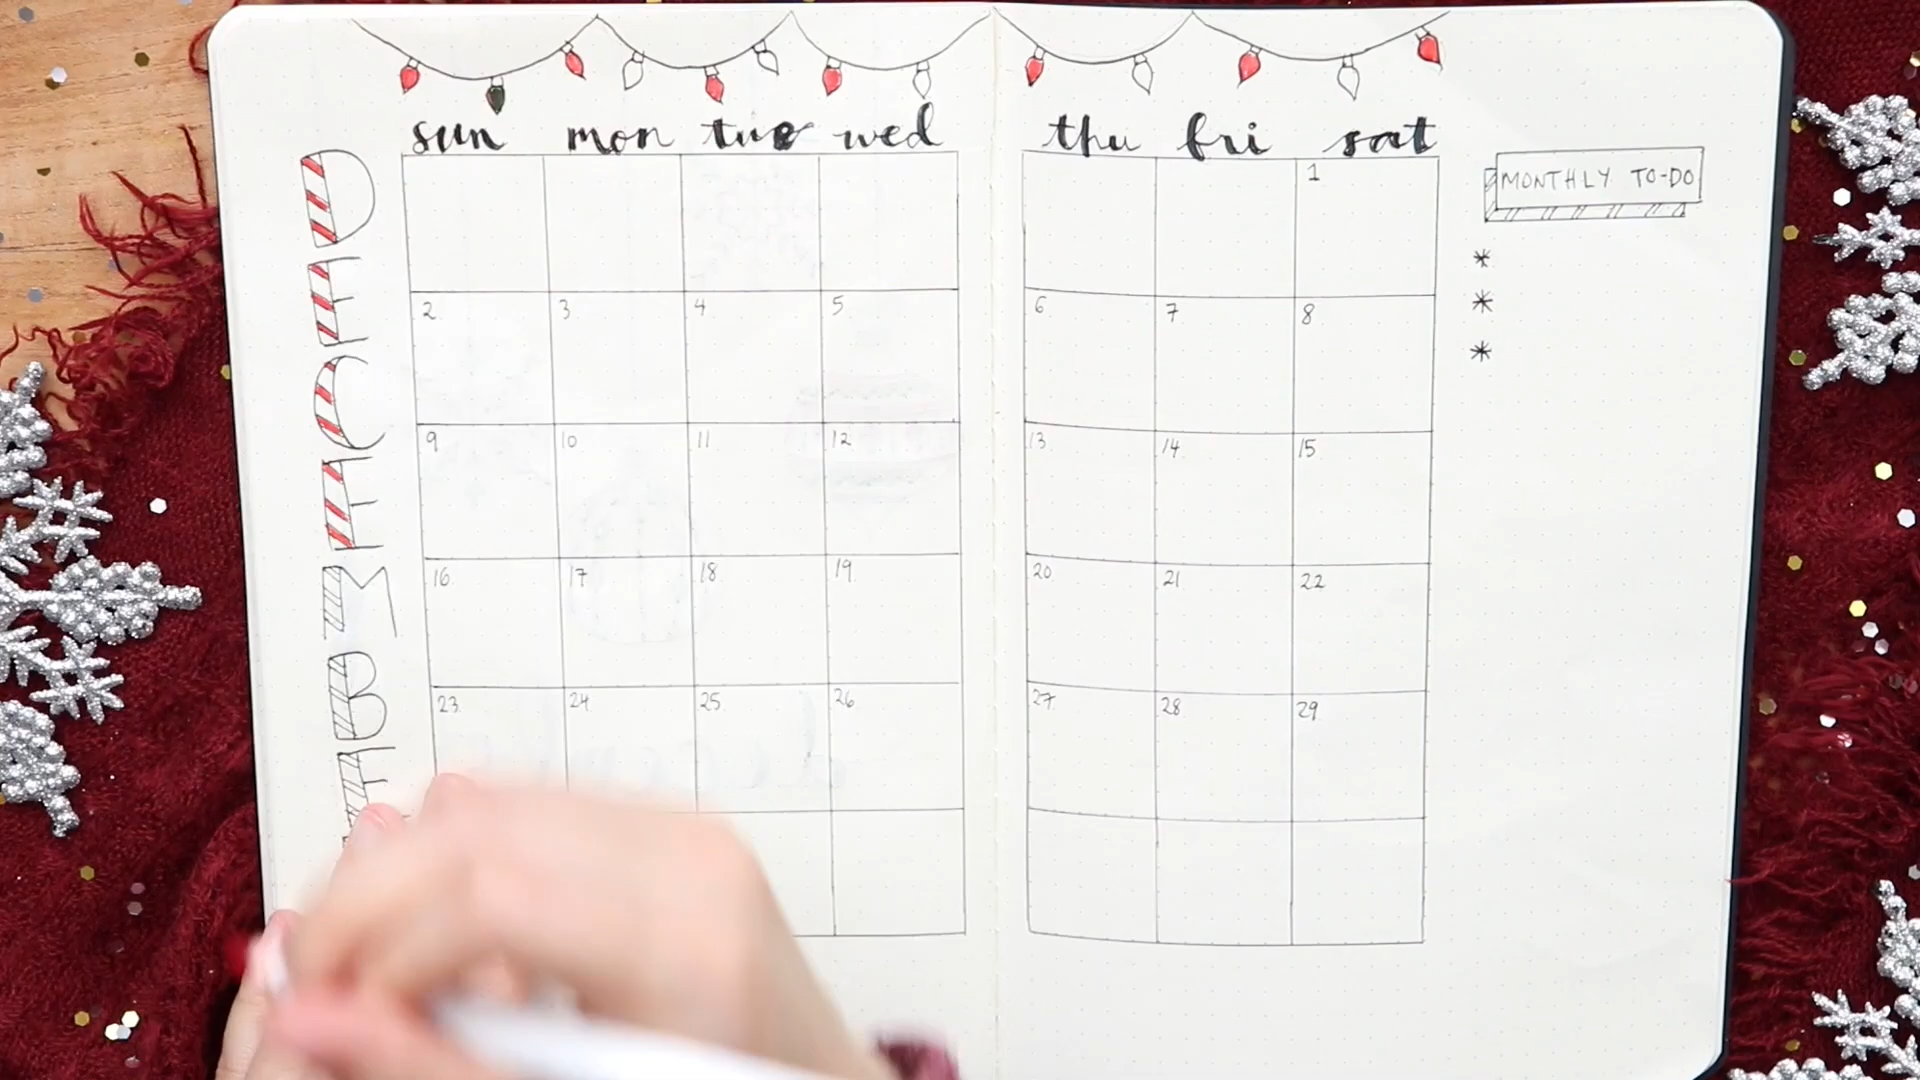 sun mon tue wed thu fri sat
DECEMBE
MONTHLY TO-DO
*
*
*
1
2 3 4 5 6 7 8
9 10 11 12 13 14 15
16 17 18 19 20 21 22
23 24 25 26 27 28 29